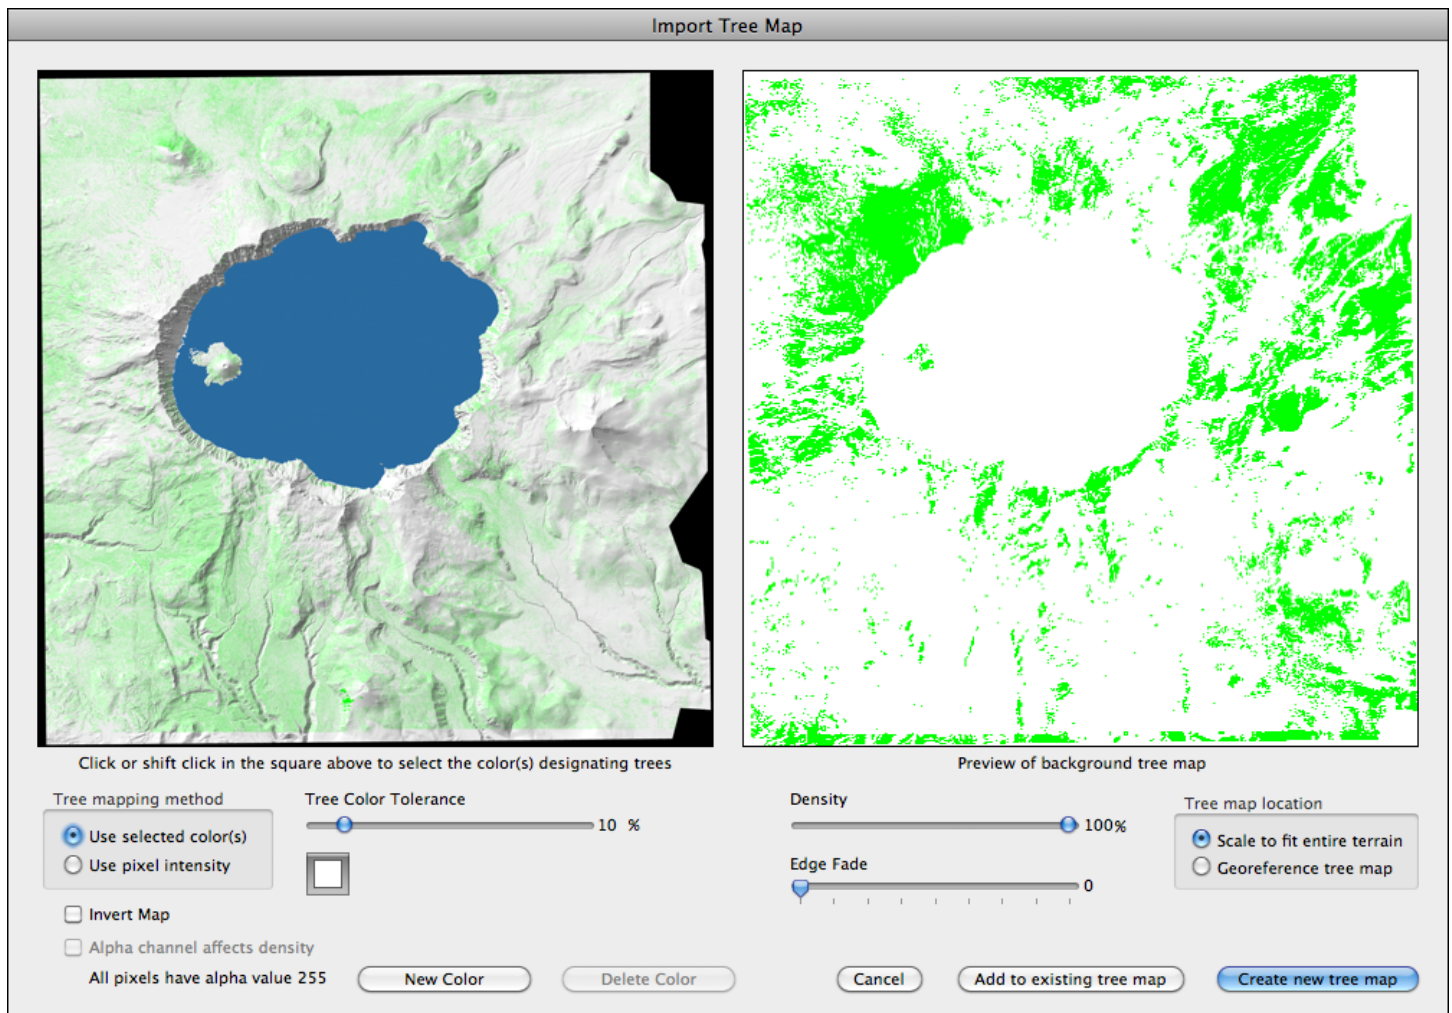 Import Tree Map
Click or shift click in the square above to select the color(s) designating trees
Preview of background tree map
Tree mapping method
Use selected color(s)
Use pixel intensity
Tree Color Tolerance
10 %
Density
100%
Edge Fade
0
Tree map location
Scale to fit entire terrain
Georeference tree map
Invert Map
Alpha channel affects density
All pixels have alpha value 255
New Color
Delete Color
Cancel
Add to existing tree map
Create new tree map